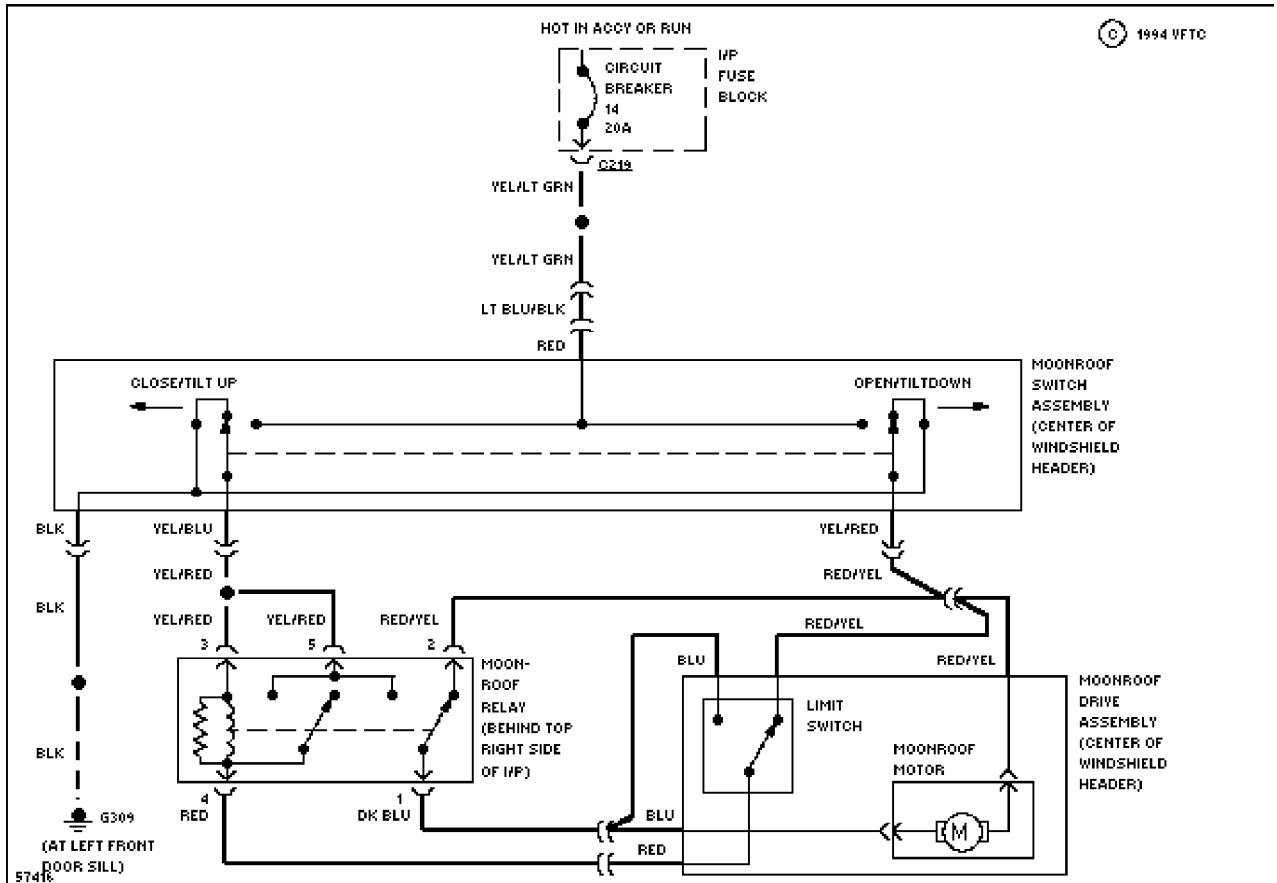 HOT IN ACCY OR RUN
C 1994 VFTC
CIRCUIT
BREAKER
14
20A
I/P
FUSE
BLOCK
C219
YEL/LT GRN
YEL/LT GRN
LT BLU/BLK
RED
CLOSE/TILT UP
OPEN/TILTDOWN
MOONROOF
SWITCH
ASSEMBLY
(CENTER OF
WINDSHIELD
HEADER)
BLK
YEL/BLU
YEL/RED
YEL/RED
RED/YEL
BLK
YEL/RED
YEL/RED
RED/YEL
RED/YEL
3
5
2
BLU
RED/YEL
MOON-
ROOF
RELAY
(BEHIND TOP
RIGHT SIDE
OF I/P)
LIMIT
SWITCH
MOONROOF
DRIVE
ASSEMBLY
(CENTER OF
WINDSHIELD
HEADER)
MOONROOF
MOTOR
M
BLK
4
RED
1
DK BLU
BLU
RED
G309
(AT LEFT FRONT
DOOR SILL)
57416